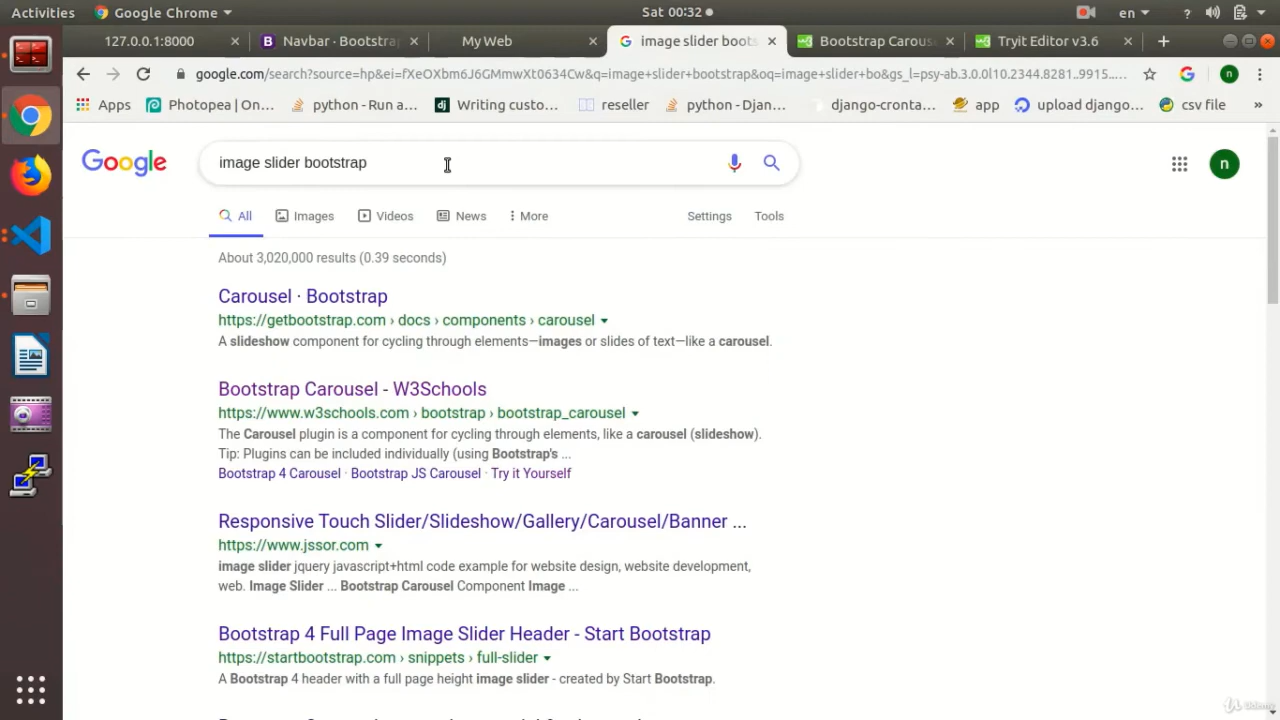 Activities Google Chrome Sat 00:32 en ?
127.0.0.1:8000 × B Navbar · Bootstrap × My Web × G image slider boots × Bootstrap Carous × Tryit Editor v3.6 × +
google.com/search?source=hp&ei=fXeOXbm6J6GMmwXt0634Cw&q=image+slider+bootstrap&oq=image+slider+bo&gs_l=psy-ab.3.0.0l10.2344.8281..9915... G n
Apps Photopea | On... python - Run a... dj Writing custo... reseller python - Djan... django-cronta... app upload django... csv file »
Google image slider bootstrap n
All Images Videos News More Settings Tools
About 3,020,000 results (0.39 seconds)
Carousel · Bootstrap
https://getbootstrap.com › docs › components › carousel
A slideshow component for cycling through elements—images or slides of text—like a carousel.
Bootstrap Carousel - W3Schools
https://www.w3schools.com › bootstrap › bootstrap_carousel
The Carousel plugin is a component for cycling through elements, like a carousel (slideshow).
Tip: Plugins can be included individually (using Bootstrap's ...
Bootstrap 4 Carousel · Bootstrap JS Carousel · Try it Yourself
Responsive Touch Slider/Slideshow/Gallery/Carousel/Banner ...
https://www.jssor.com
image slider jquery javascript+html code example for website design, website development,
web. Image Slider ... Bootstrap Carousel Component Image ...
Bootstrap 4 Full Page Image Slider Header - Start Bootstrap
https://startbootstrap.com › snippets › full-slider
A Bootstrap 4 header with a full page height image slider - created by Start Bootstrap.
Udemy